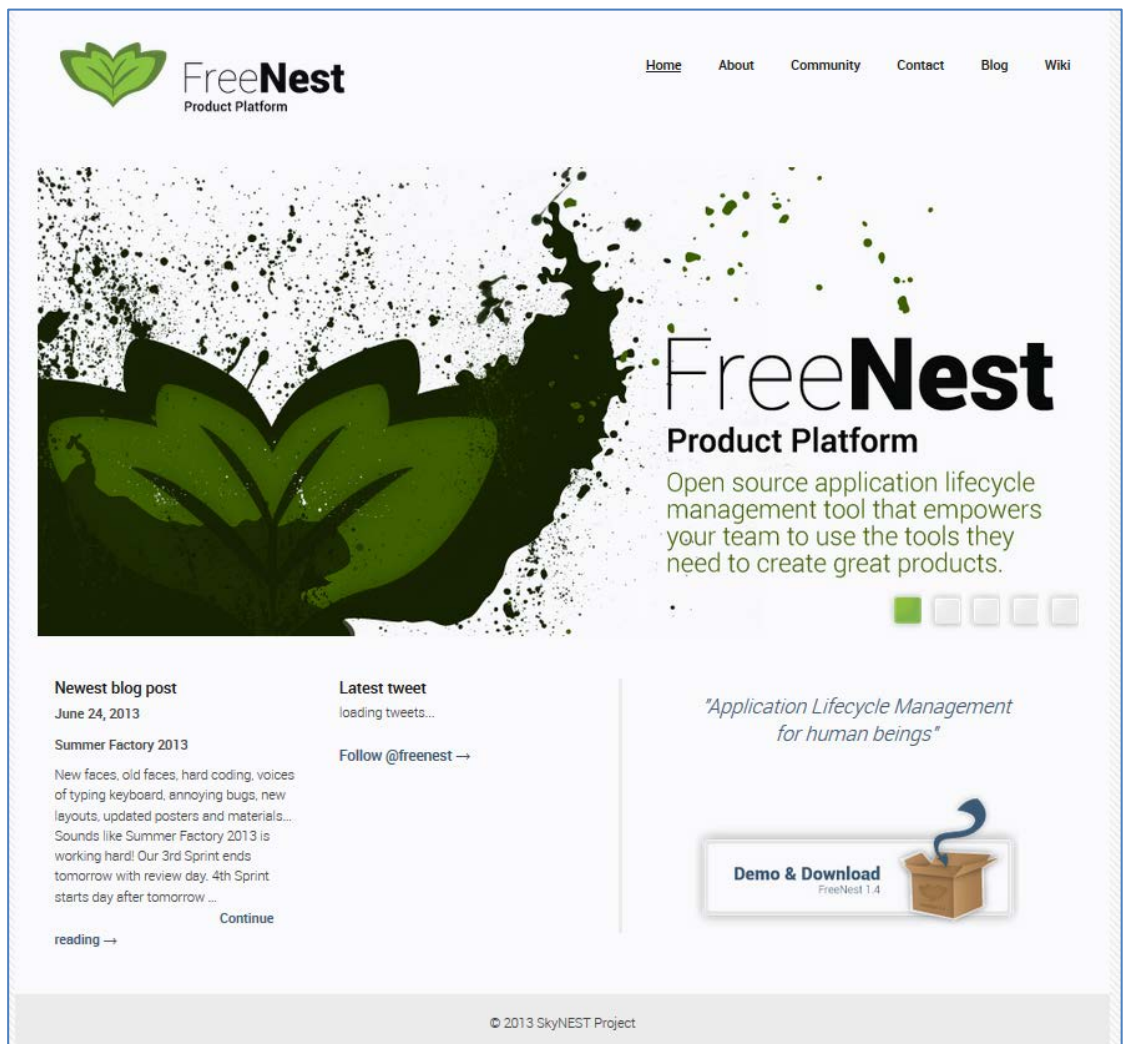 FreeNest
Product Platform
Home About Community Contact Blog Wiki
FreeNest
Product Platform
Open source application lifecycle
management tool that empowers
your team to use the tools they
need to create great products.
Newest blog post
June 24, 2013
Summer Factory 2013
New faces, old faces, hard coding, voices
of typing keyboard, annoying bugs, new
layouts, updated posters and materials...
Sounds like Summer Factory 2013 is
working hard! Our 3rd Sprint ends
tomorrow with review day. 4th Sprint
starts day after tomorrow ...
Continue
reading →
Latest tweet
loading tweets...
Follow @freenest →
"Application Lifecycle Management
for human beings"
Demo & Download
FreeNest 1.4
© 2013 SkyNEST Project